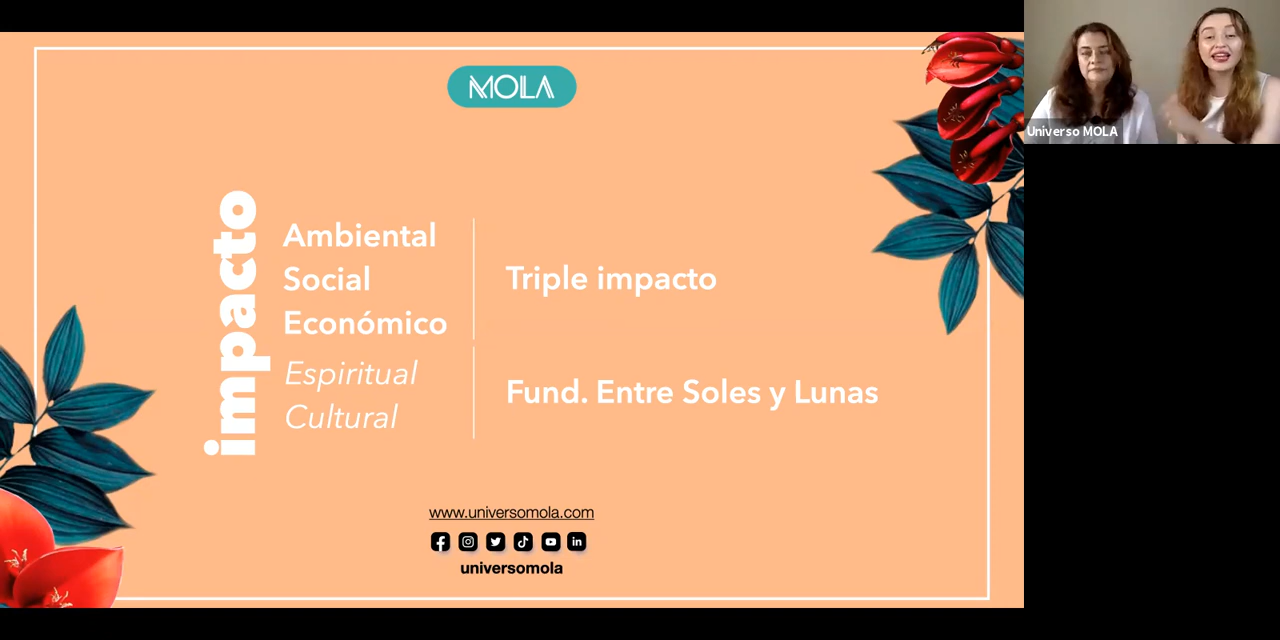 MOLA
impacto
Ambiental
Social
Económico
Espiritual
Cultural
Triple impacto
Fund. Entre Soles y Lunas
www.universomola.com
universomola
Universo MOLA